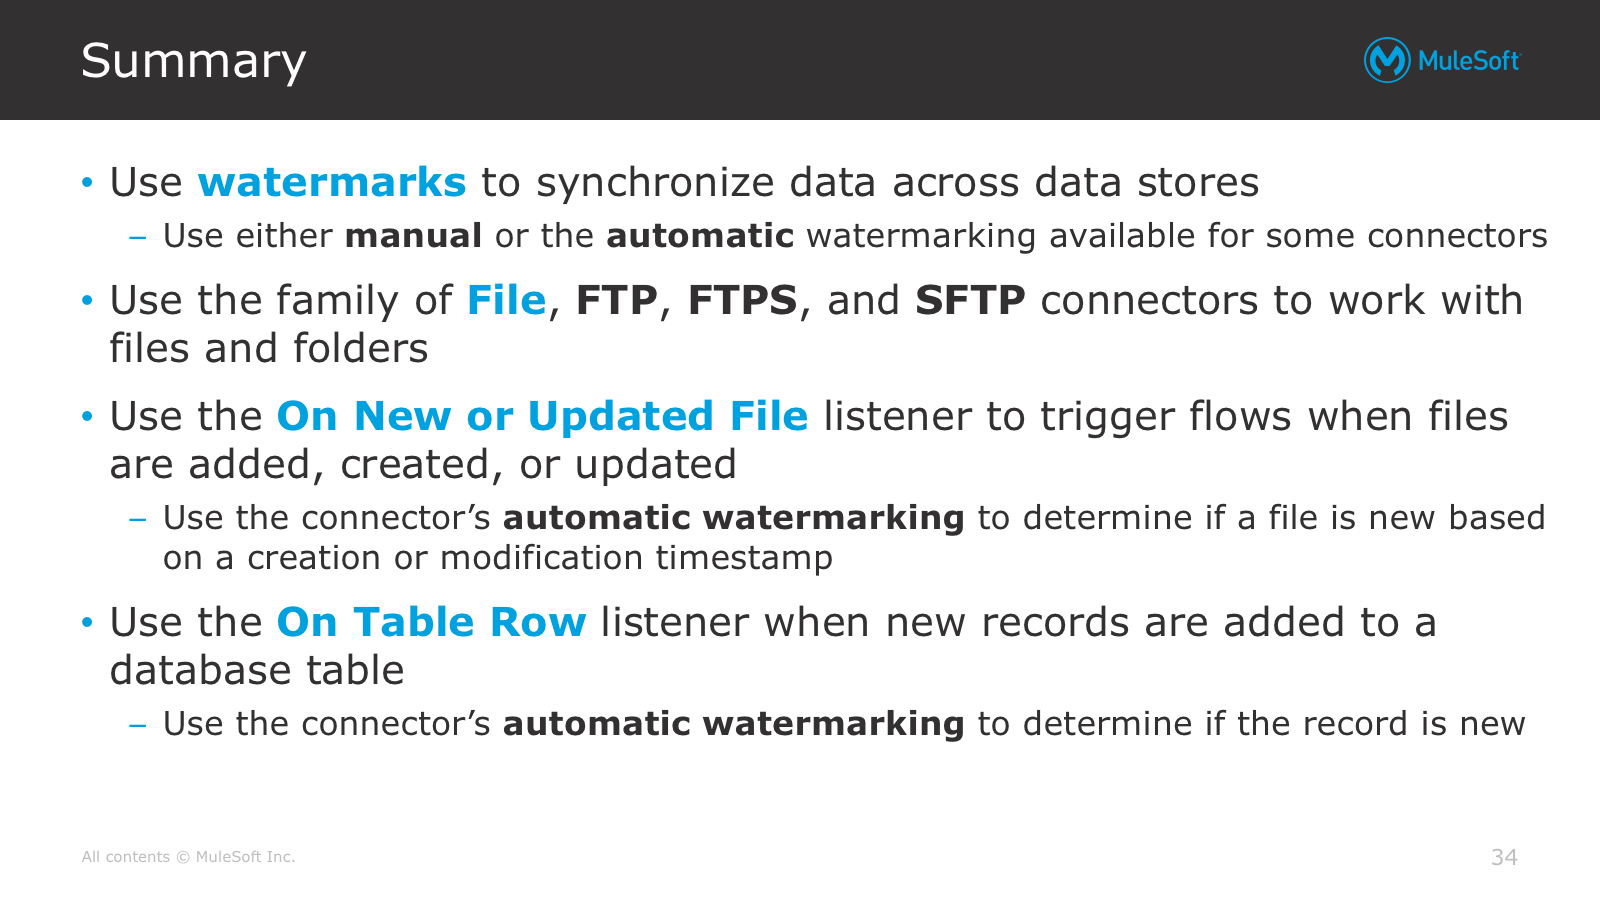 Summary
MuleSoft
• Use watermarks to synchronize data across data stores
– Use either manual or the automatic watermarking available for some connectors
• Use the family of File, FTP, FTPS, and SFTP connectors to work with
files and folders
• Use the On New or Updated File listener to trigger flows when files
are added, created, or updated
– Use the connector’s automatic watermarking to determine if a file is new based
on a creation or modification timestamp
• Use the On Table Row listener when new records are added to a
database table
– Use the connector’s automatic watermarking to determine if the record is new
All contents © MuleSoft Inc.
34